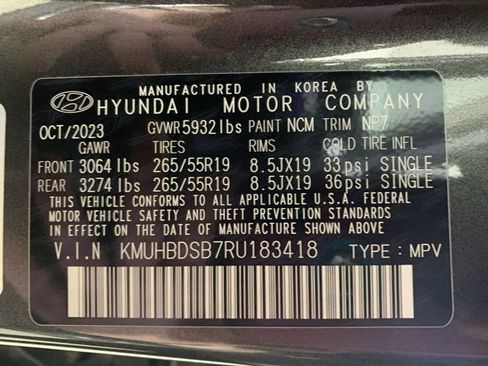 MANUFACTURED IN KOREA BY
HYUNDAI MOTOR COMPANY
OCT/2023 GVWR 5932lbs PAINT NCM TRIM NP7
GAWR TIRES RIMS COLD TIRE INFL
FRONT 3064 lbs 265/55R19 8.5JX19 33psi SINGLE
REAR 3274 lbs 265/55R19 8.5JX19 36psi SINGLE
THIS VEHICLE CONFORMS TO ALL APPLICABLE U.S.A. FEDERAL
MOTOR VEHICLE SAFETY, BUMPER, AND THEFT PREVENTION STANDARDS
IN EFFECT ON THE DATE OF MANUFACTURE SHOWN ABOVE.
V.I.N KMUHBDSB7RU183418 TYPE : MPV